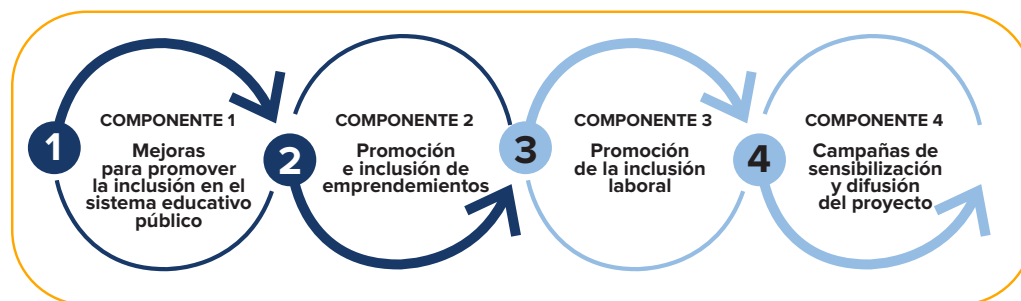 1
COMPONENTE 1
Mejoras
para promover
la inclusión en el
sistema educativo
público
2
COMPONENTE 2
Promoción
e inclusión de
emprendimientos
3
COMPONENTE 3
Promoción
de la inclusión
laboral
4
COMPONENTE 4
Campañas de
sensibilización
y difusión
del proyecto